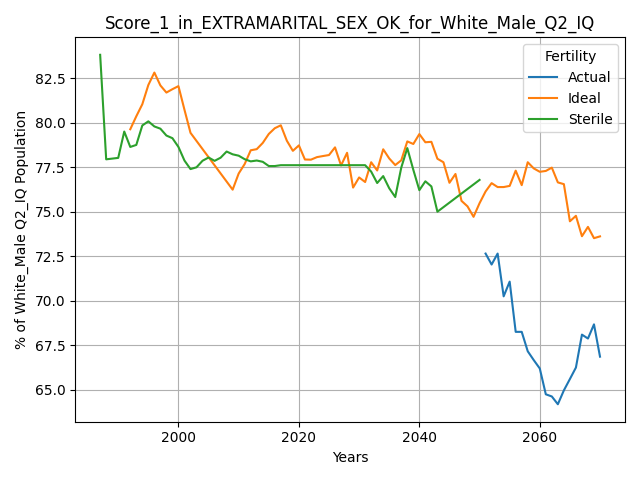 Score_1_in_EXTRAMARITAL_SEX_OK_for_White_Male_Q2_IQ
Fertility
Actual
Ideal
Sterile
% of White_Male Q2_IQ Population
82.5
80.0
77.5
75.0
72.5
70.0
67.5
65.0
2000
2020
2040
2060
Years